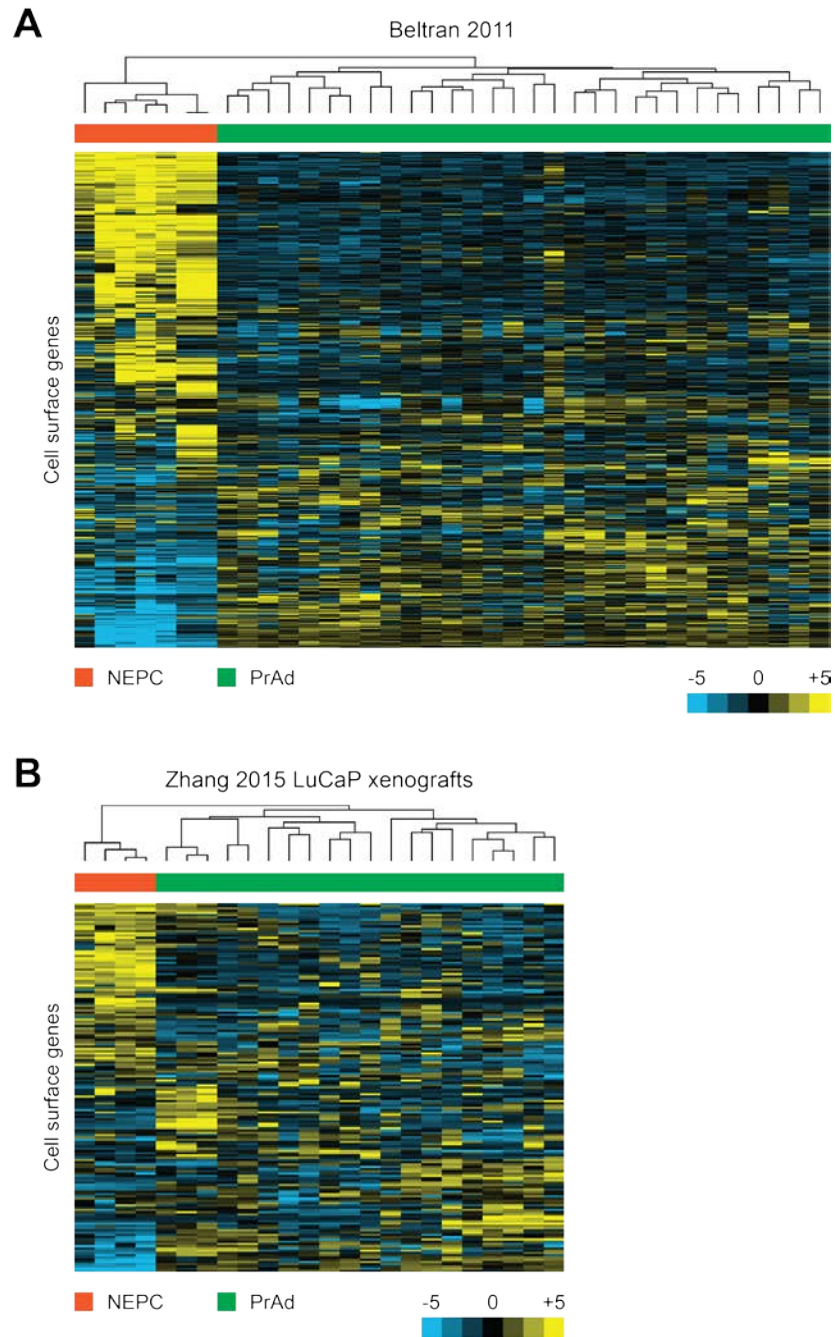 A
Beltran 2011
Cell surface genes
NEPC PrAd
-5 0 +5
B
Zhang 2015 LuCaP xenografts
Cell surface genes
NEPC PrAd
-5 0 +5